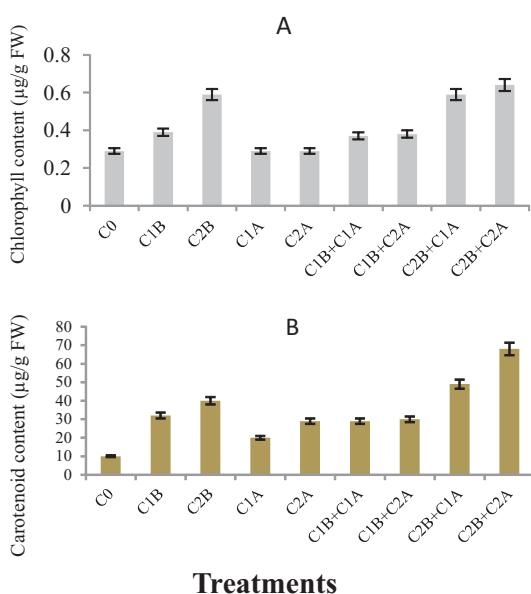 A
Chlorophyll content (µg/g FW)
0.8
0.6
0.4
0.2
0
C0
C1B
C2B
C1A
C2A
C1B+C1A
C1B+C2A
C2B+C1A
C2B+C2A
B
Carotenoid content (µg/g FW)
80
70
60
50
40
30
20
10
0
C0
C1B
C2B
C1A
C2A
C1B+C1A
C1B+C2A
C2B+C1A
C2B+C2A
Treatments